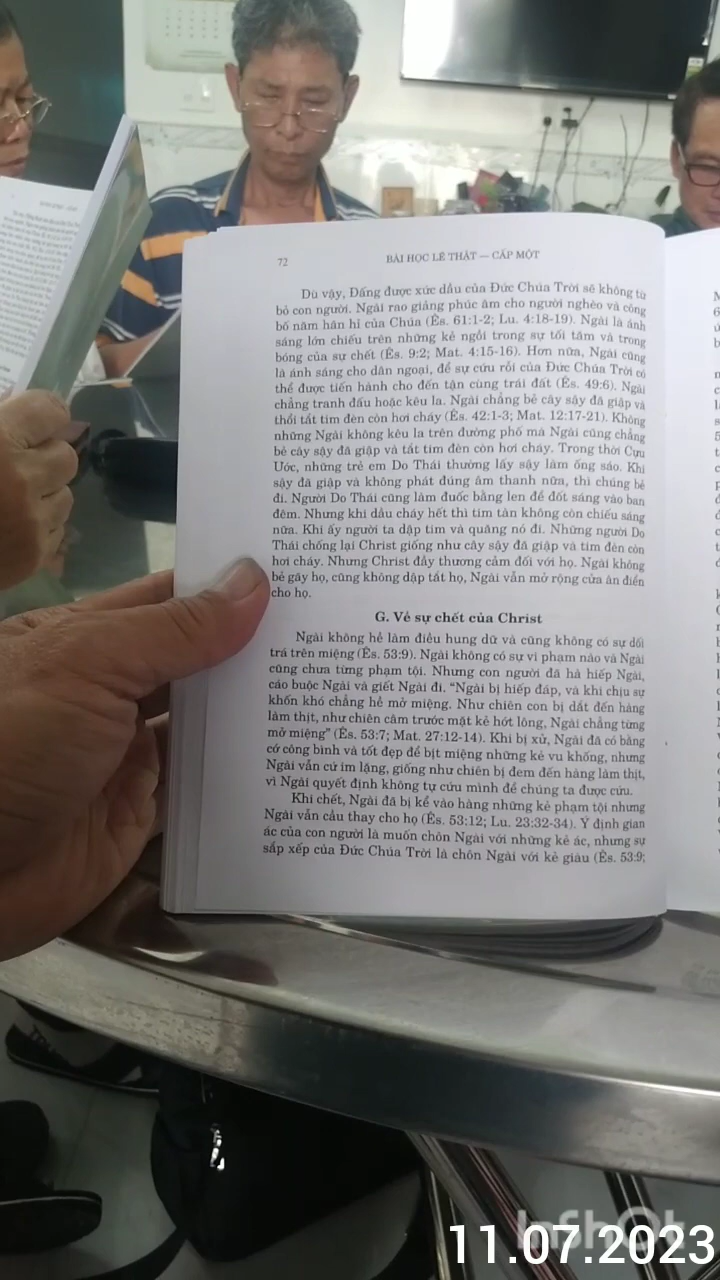 72
BÀI HỌC LẼ THẬT — CẤP MỘT
Dù vậy, Đấng được xức dầu của Đức Chúa Trời sẽ không từ
bỏ con người. Ngài rao giảng phúc âm cho người nghèo và công
bố năm hân hỉ của Chúa (Ês. 61:1-2; Lu. 4:18-19). Ngài là ánh
sáng lớn chiếu trên những kẻ ngồi trong sự tối tăm và trong
bóng của sự chết (Ês. 9:2; Mat. 4:15-16). Hơn nữa, Ngài cũng
là ánh sáng cho dân ngoại, để sự cứu rỗi của Đức Chúa Trời có
thể được tiến hành cho đến tận cùng trái đất (Ês. 49:6). Ngài
chẳng tranh đấu hoặc kêu la. Ngài chẳng bẻ cây sậy đã giập và
thổi tắt tim đèn còn hơi cháy (Ês. 42:1-3; Mat. 12:17-21). Không
những Ngài không kêu la trên đường phố mà Ngài cũng chẳng
bẻ cây sậy đã giập và tắt tim đèn còn hơi cháy. Trong thời Cựu
Ước, những trẻ em Do Thái thường lấy sậy làm ống sáo. Khi
sậy đã giập và không phát đúng âm thanh nữa, thì chúng bẻ
đi. Người Do Thái cũng làm đuốc bằng len để đốt sáng vào ban
đêm. Nhưng khi dầu cháy hết thì tim tàn không còn chiếu sáng
nữa. Khi ấy người ta dập tim và quăng nó đi. Những người Do
Thái chống lại Christ giống như cây sậy đã giập và tim đèn còn
hơi cháy. Nhưng Christ đầy thương cảm đối với họ. Ngài không
bẻ gãy họ, cũng không dập tắt họ, Ngài vẫn mở rộng cửa ân điển
cho họ.
G. Về sự chết của Christ
Ngài không hề làm điều hung dữ và cũng không có sự dối
trá trên miệng (Ês. 53:9). Ngài không có sự vi phạm nào và Ngài
cũng chưa từng phạm tội. Nhưng con người đã hà hiếp Ngài,
cáo buộc Ngài và giết Ngài đi. “Ngài bị hiếp đáp, và khi chịu sự
khốn khó chẳng hề mở miệng. Như chiên con bị dắt đến hàng
làm thịt, như chiên câm trước mặt kẻ hớt lông, Ngài chẳng từng
mở miệng” (Ês. 53:7; Mat. 27:12-14). Khi bị xử, Ngài đã có bằng
cớ công bình và tốt đẹp để bịt miệng những kẻ vu khống, nhưng
Ngài vẫn cứ im lặng, giống như chiên bị đem đến hàng làm thịt,
vì Ngài quyết định không tự cứu mình để chúng ta được cứu.
Khi chết, Ngài đã bị kể vào hàng những kẻ phạm tội nhưng
Ngài vẫn cầu thay cho họ (Ês. 53:12; Lu. 23:32-34). Ý định gian
ác của con người là muốn chôn Ngài với những kẻ ác, nhưng sự
sắp xếp của Đức Chúa Trời là chôn Ngài với kẻ giàu (Ês. 53:9;
InShot
11.07.2023